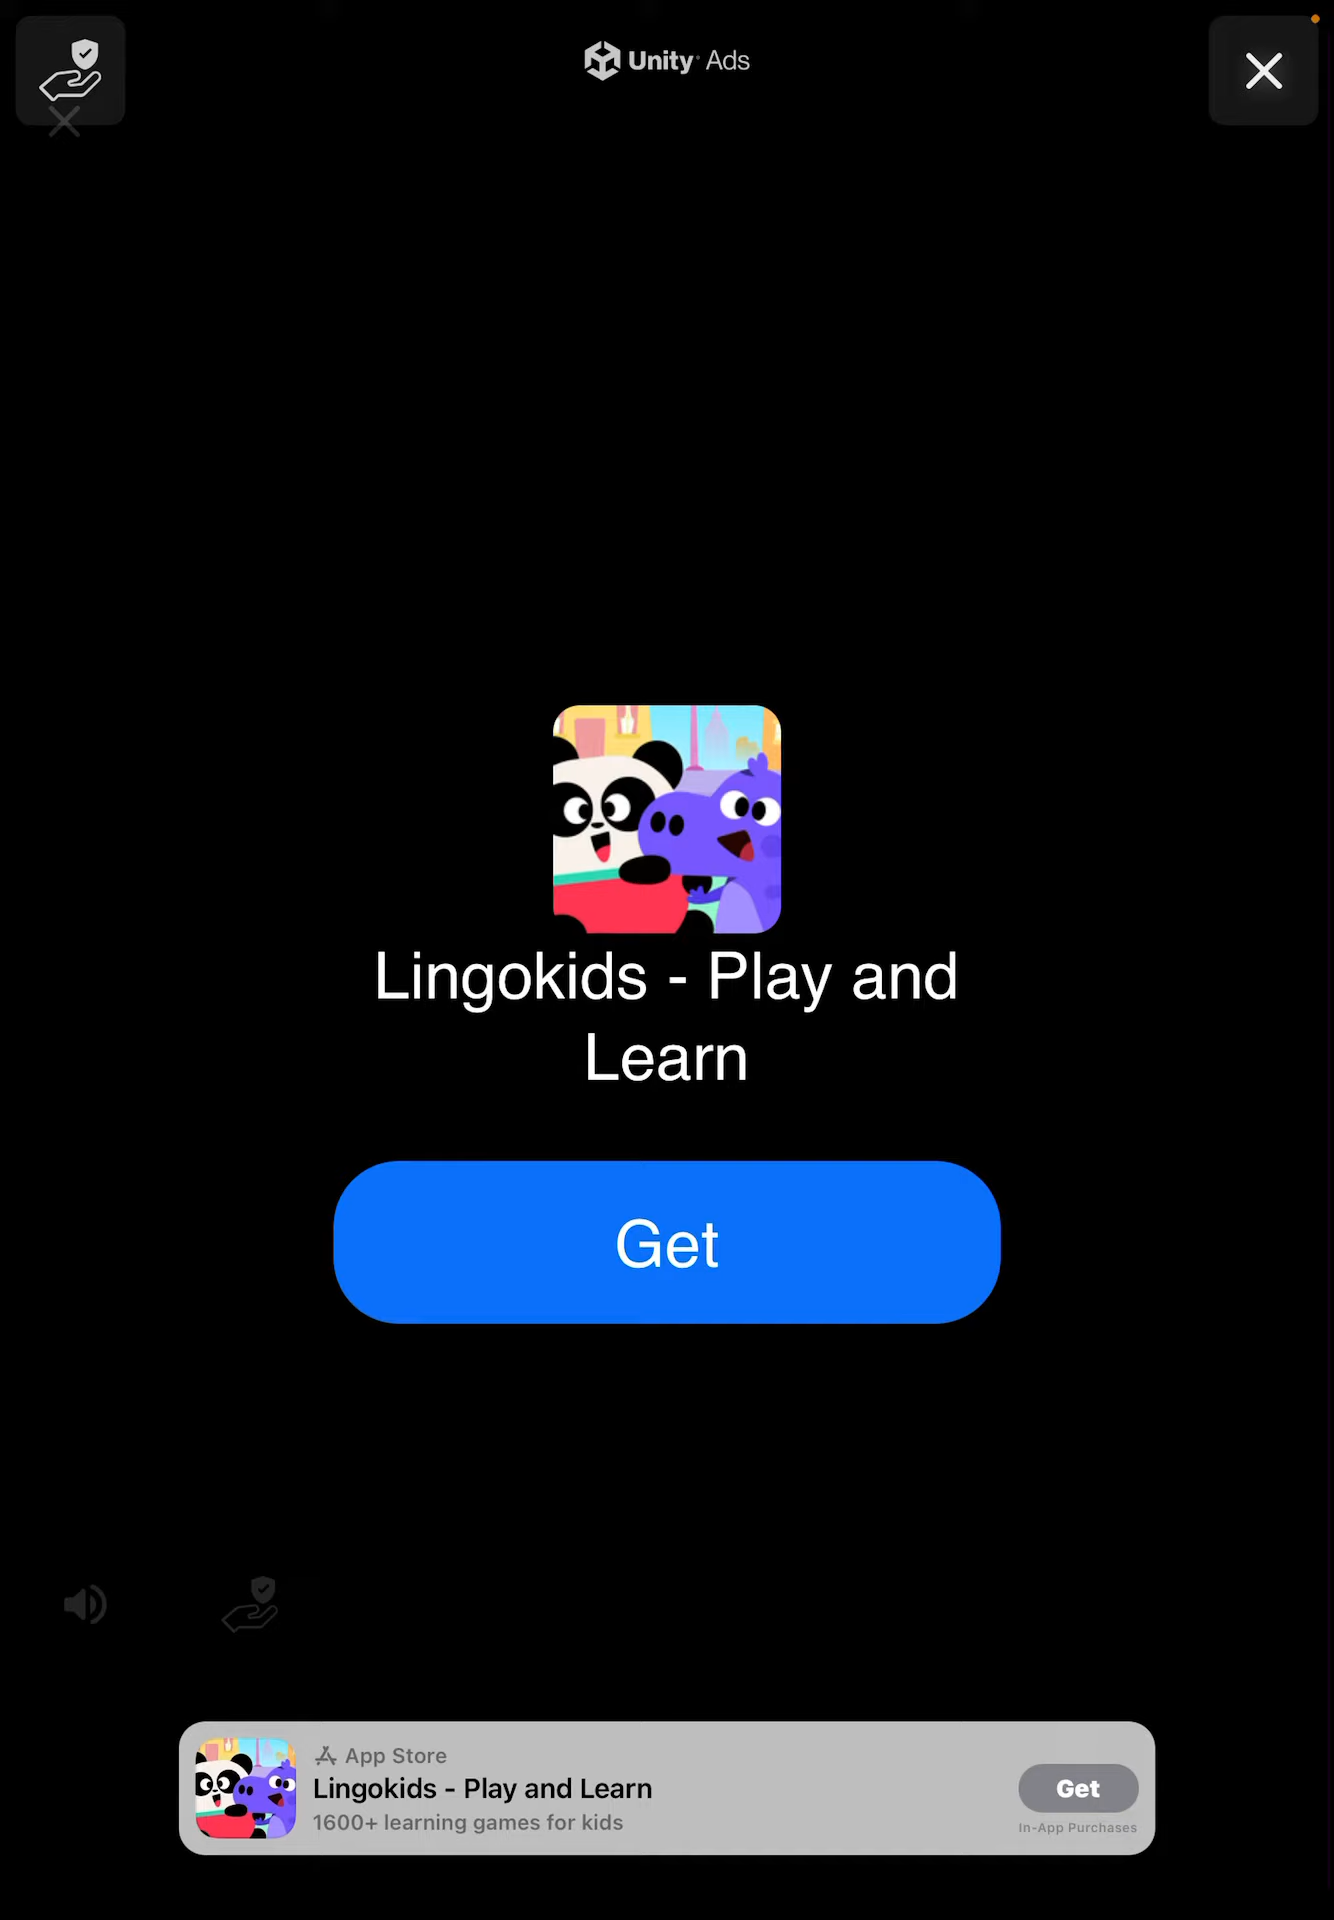 Unity Ads
Lingokids - Play and
Learn
Get
App Store
Lingokids - Play and Learn
1600+ learning games for kids
Get
In-App Purchases